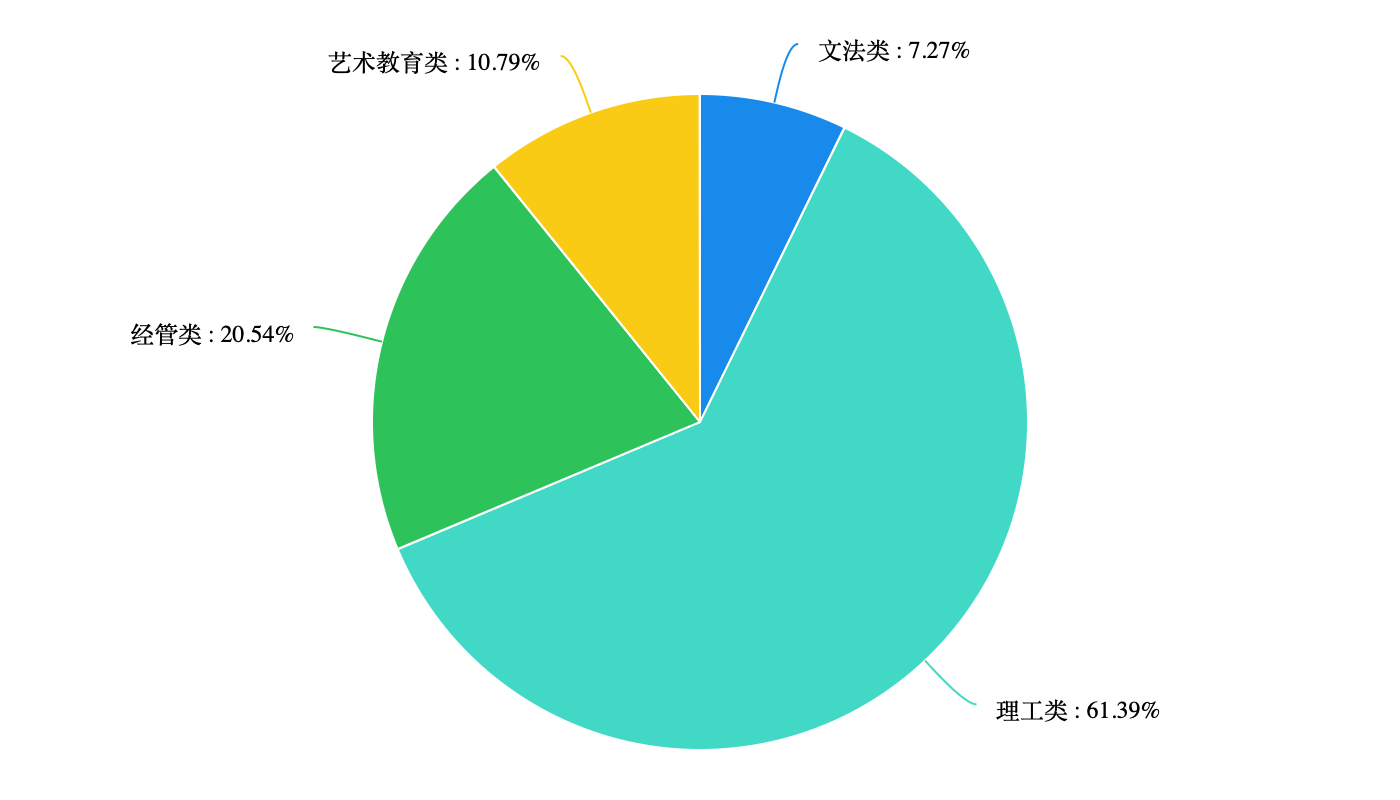 文法类 : 7.27%
艺术教育类 : 10.79%
经管类 : 20.54%
理工类 : 61.39%